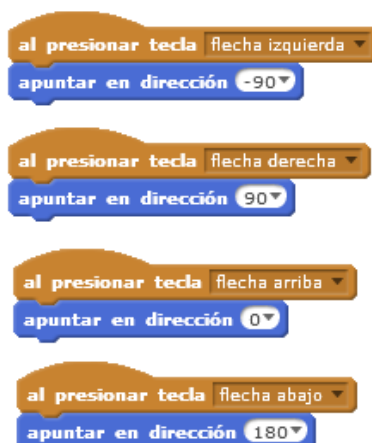 al presionar tecla flecha izquierda
apuntar en dirección -90
al presionar tecla flecha derecha
apuntar en dirección 90
al presionar tecla flecha arriba
apuntar en dirección 0
al presionar tecla flecha abajo
apuntar en dirección 180